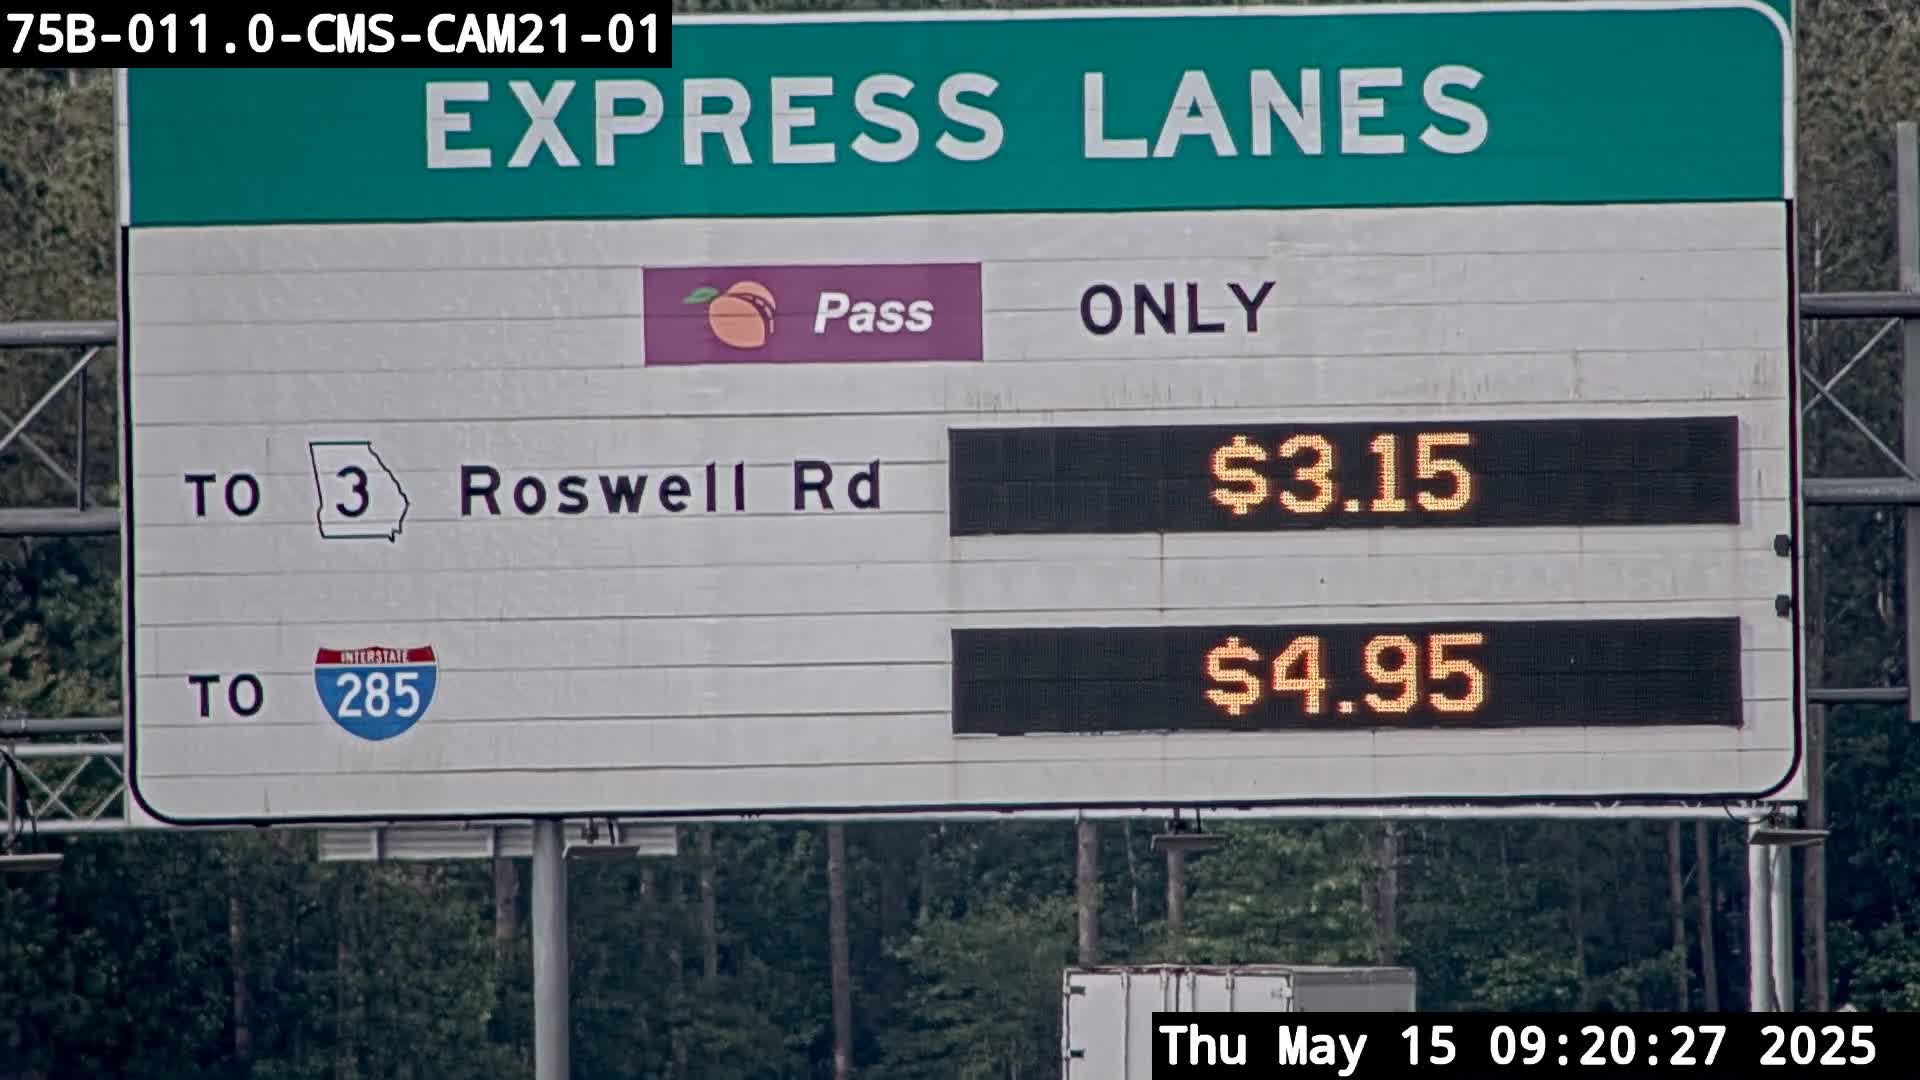 75B-011.0-CMS-CAM21-01
EXPRESS LANES
Pass ONLY
TO 3 Roswell Rd $3.15
INTERSTATE
TO 285 $4.95
Thu May 15 09:20:27 2025